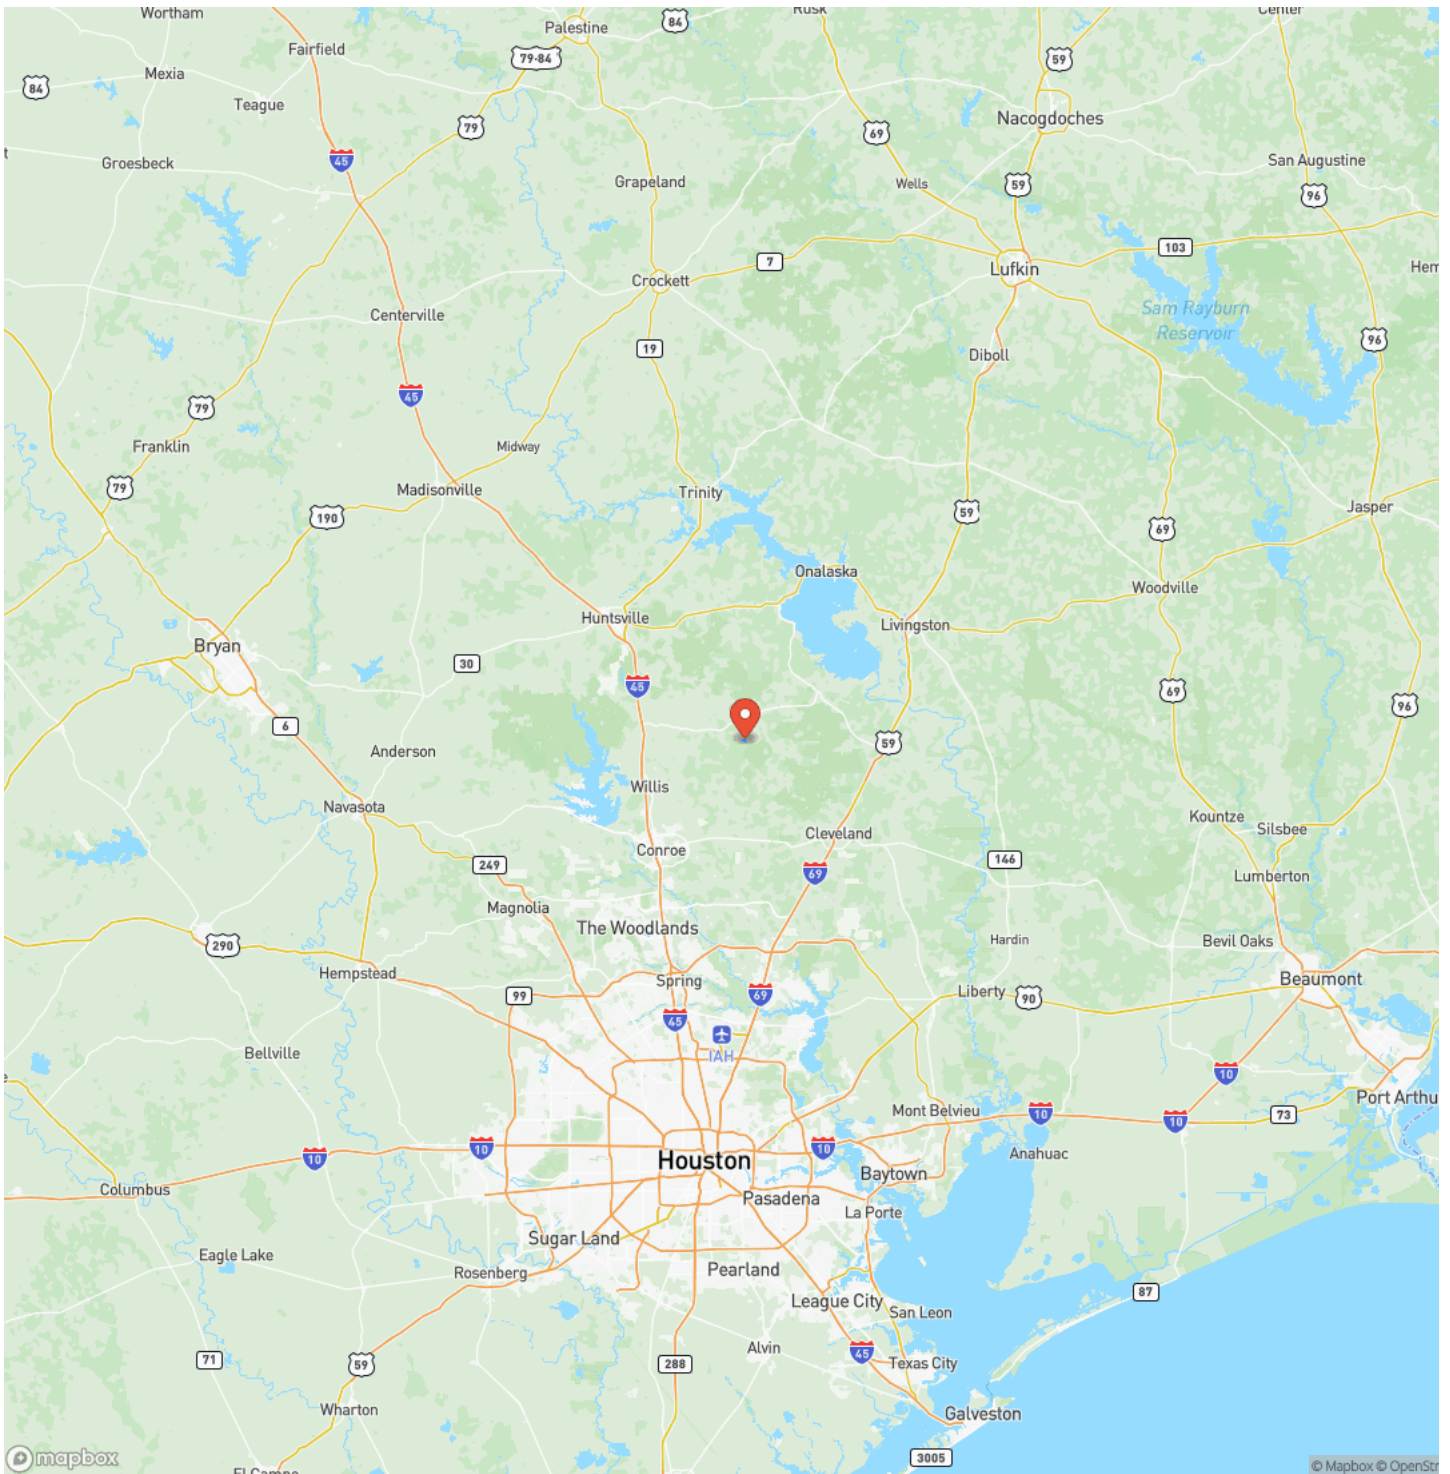 Wortham
Palestine
84
Rusk
Center
Fairfield
79-84
59
Mexia
84
Teague
79
69
Nacogdoches
45
Groesbeck
San Augustine
Grapeland
Wells
59
96
103
7
Lufkin
Crockett
Hem
Sam Rayburn
Reservoir
Centerville
96
19
Diboll
45
79
Franklin
Midway
79
Madisonville
Trinity
190
59
Jasper
69
Onalaska
Woodville
Huntsville
Livingston
Bryan
30
45
69
96
6
59
Anderson
Willis
Navasota
Kountze
Silsbee
Cleveland
Conroe
249
146
69
Lumberton
Magnolia
The Woodlands
Hardin
Bevil Oaks
290
Hempstead
Beaumont
Spring
99
69
Liberty
90
45
IAH
Bellville
10
Port Arthu
Mont Belvieu
10
10
73
10
10
10
Houston
Anahuac
Baytown
Columbus
Pasadena
La Porte
Sugar Land
Eagle Lake
Rosenberg
Pearland
87
League City
San Leon
Alvin
45
71
59
288
Texas City
Wharton
Galveston
mapbox
3005
El Campo
© Mapbox © OpenStr